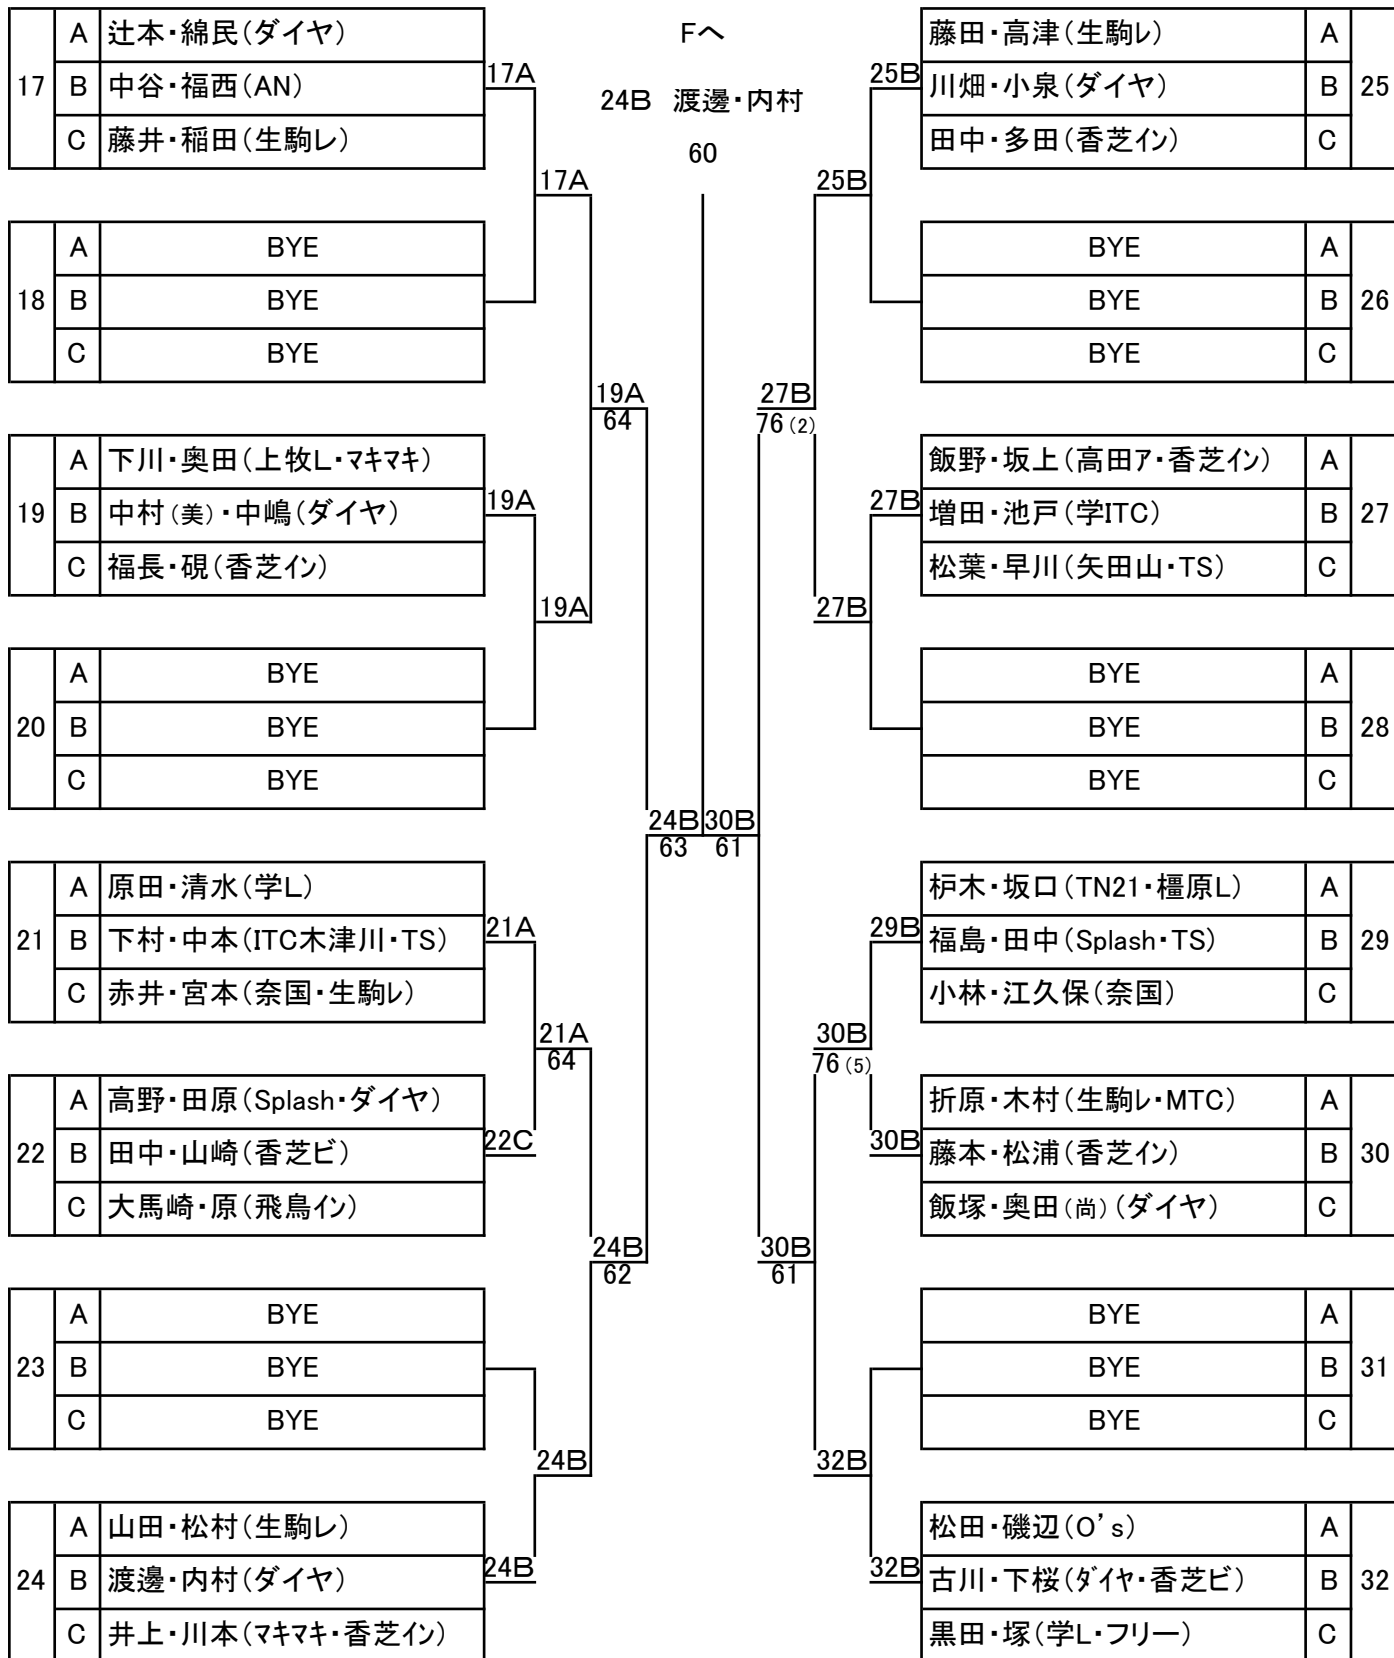 Fへ
24B 渡邊・内村
60
17
A 辻本・綿民(ダイヤ)
B 中谷・福西(AN)
C 藤井・稲田(生駒レ)
17A
17A
18
A BYE
B BYE
C BYE
19A
64
19
A 下川・奥田(上牧L・マキマキ)
B 中村(美)・中嶋(ダイヤ)
C 福長・硯(香芝イン)
19A
19A
20
A BYE
B BYE
C BYE
24B
63
21
A 原田・清水(学L)
B 下村・中本(ITC木津川・TS)
C 赤井・宮本(奈国・生駒レ)
21A
21A
64
22
A 高野・田原(Splash・ダイヤ)
B 田中・山崎(香芝ビ)
C 大馬崎・原(飛鳥イン)
22C
24B
62
23
A BYE
B BYE
C BYE
24B
24
A 山田・松村(生駒レ)
B 渡邊・内村(ダイヤ)
C 井上・川本(マキマキ・香芝イン)
24B
藤田・高津(生駒レ) A
川畑・小泉(ダイヤ) B
田中・多田(香芝イン) C
25
25B
25B
BYE A
BYE B
BYE C
26
27B
76(2)
飯野・坂上(高田ア・香芝イン) A
増田・池戸(学ITC) B
松葉・早川(矢田山・TS) C
27
27B
27B
BYE A
BYE B
BYE C
28
30B
61
枦木・坂口(TN21・橿原L) A
福島・田中(Splash・TS) B
小林・江久保(奈国) C
29
29B
30B
76(5)
折原・木村(生駒レ・MTC) A
藤本・松浦(香芝イン) B
飯塚・奥田(尚)(ダイヤ) C
30
30B
30B
61
BYE A
BYE B
BYE C
31
32B
松田・磯辺(O's) A
古川・下桜(ダイヤ・香芝ビ) B
黒田・塚(学L・フリー) C
32
32B